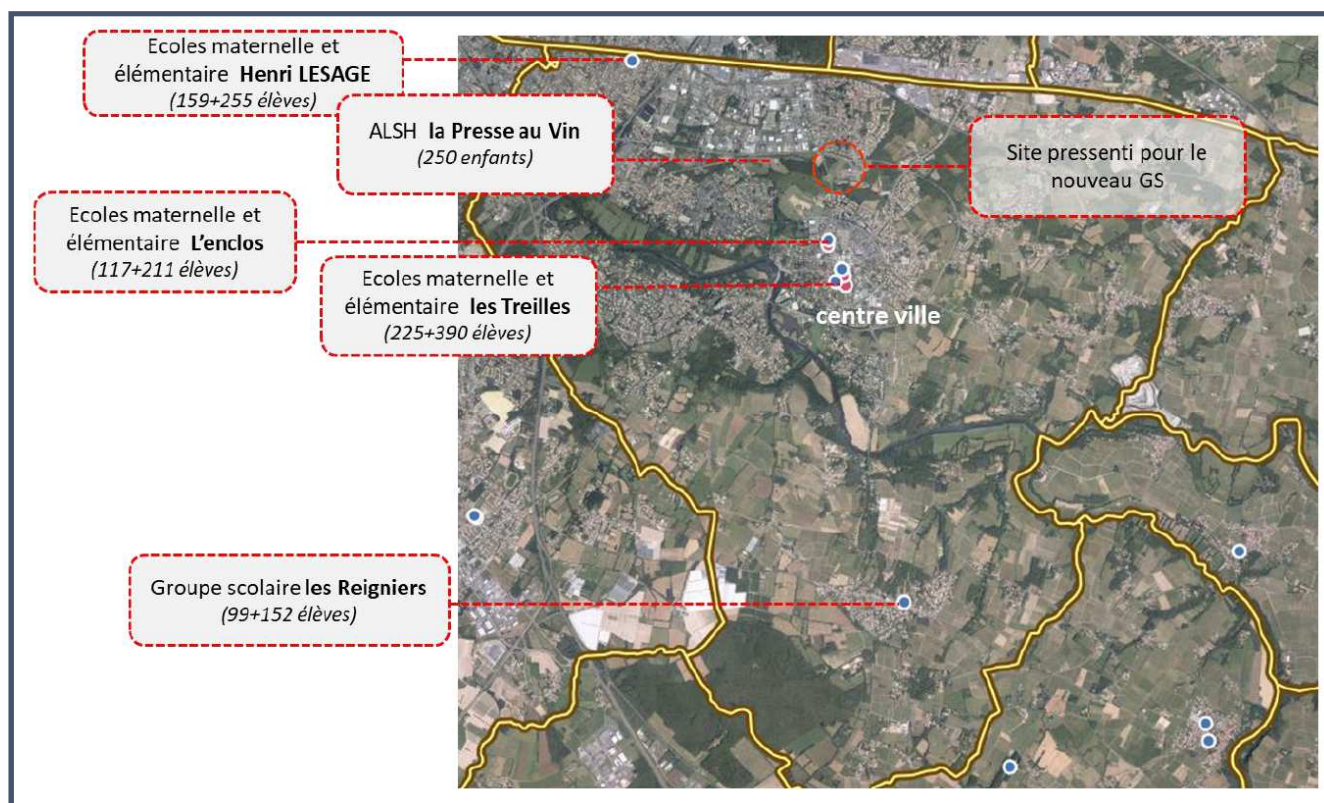 Ecoles maternelle et
élémentaire Henri LESAGE
(159+255 élèves)
ALSH la Presse au Vin
(250 enfants)
Site pressenti pour le
nouveau GS
Ecoles maternelle et
élémentaire L'enclos
(117+211 élèves)
Ecoles maternelle et
élémentaire les Treilles
(225+390 élèves)
centre ville
Groupe scolaire les Reigniers
(99+152 élèves)